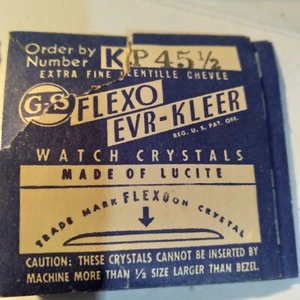 Order by
Number KP 45½
EXTRA FINE LENTILLE CHEVEE
G-S FLEXO
EVR-KLEER
REG. U. S. PAT. OFF.
WATCH CRYSTALS
MADE OF LUCITE
TRADE MARK FLEXO ON CRYSTAL
CAUTION: THESE CRYSTALS CANNOT BE INSERTED BY
MACHINE MORE THAN ½ SIZE LARGER THAN BEZEL.